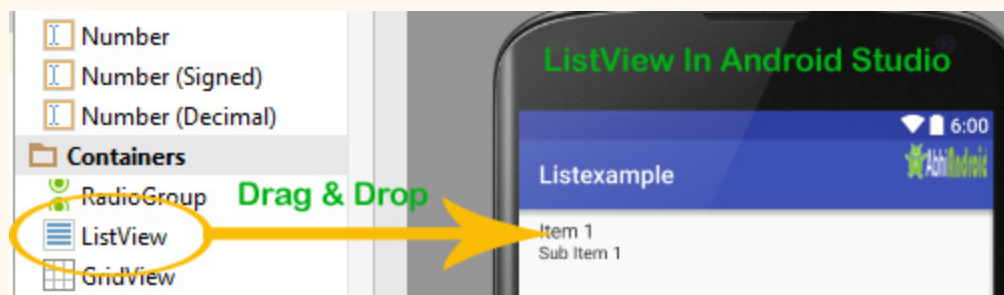 Number
Number (Signed)
Number (Decimal)
Containers
RadioGroup
ListView
GridView
Drag & Drop
ListView In Android Studio
6:00
AbhiAndroid
Listexample
Item 1
Sub Item 1